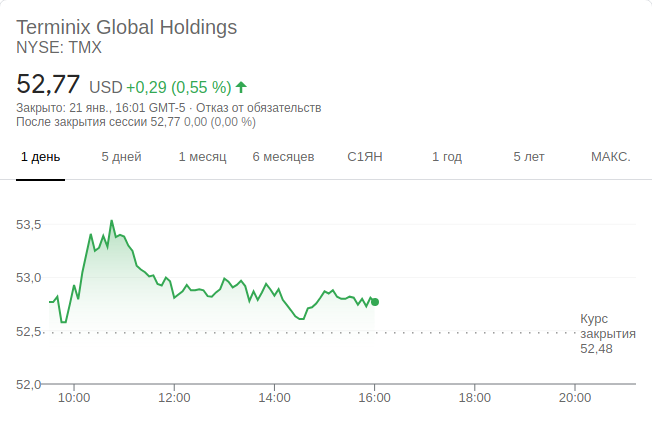 Terminix Global Holdings
NYSE: TMX
52,77 USD +0,29 (0,55 %)
Закрыто: 21 янв., 16:01 GMT-5 · Отказ от обязательств
После закрытия сессии 52,77 0,00 (0,00 %)
1 день 5 дней 1 месяц 6 месяцев С1ЯН 1 год 5 лет МАКС.
53,5
53,0
52,5
Курс
закрытия
52,48
52,0
10:00 12:00 14:00 16:00 18:00 20:00